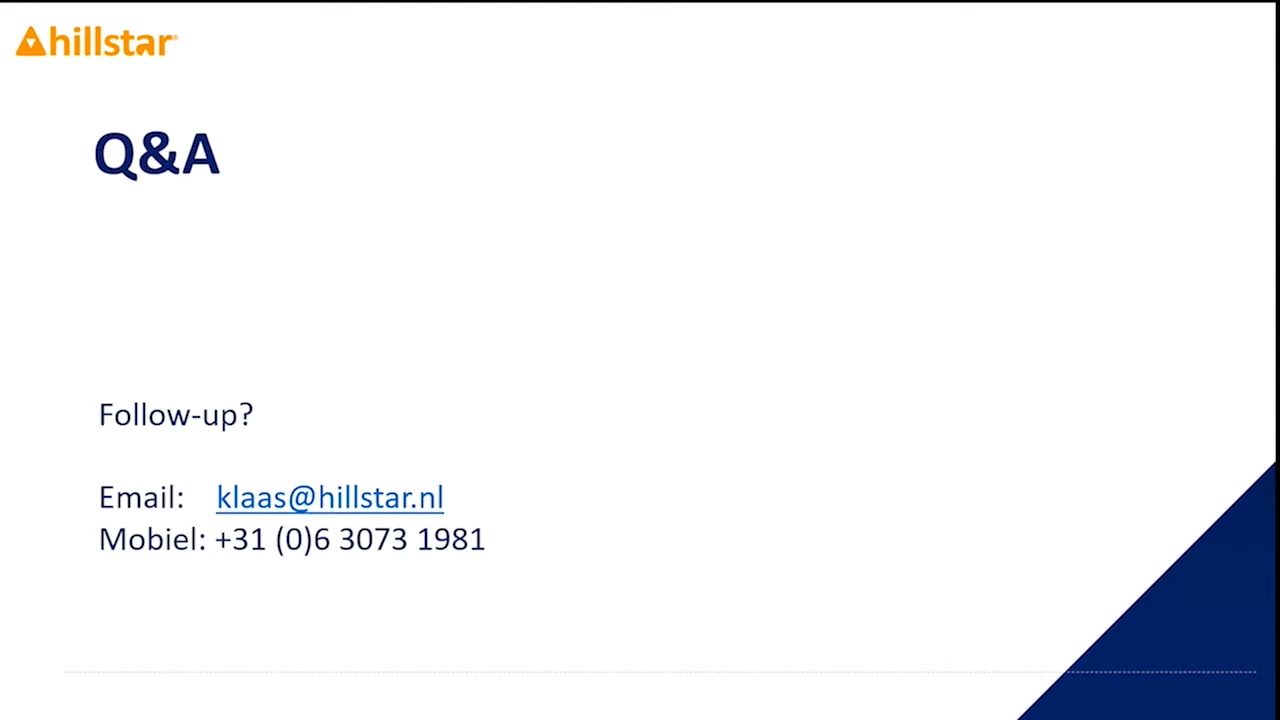 hillstar
Q&A
Follow-up?
Email: klaas@hillstar.nl
Mobiel: +31 (0)6 3073 1981